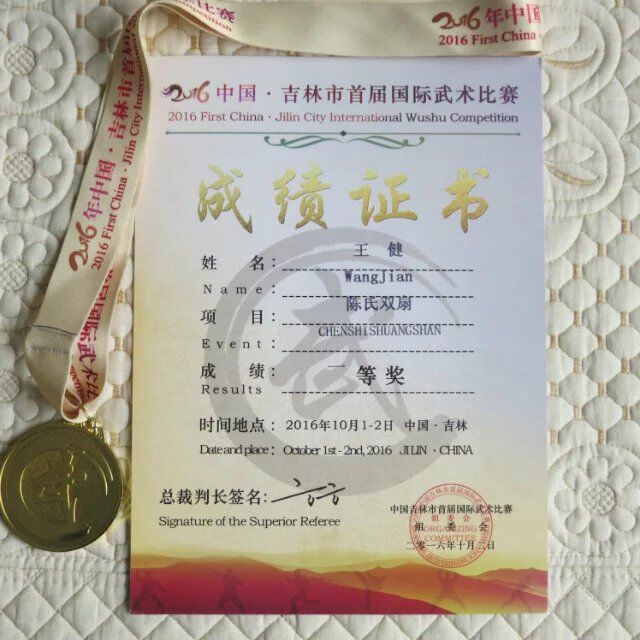 2016年中国
2016 First China
2016 中国·吉林市首届国际武术比赛
2016 First China · Jilin City International Wushu Competition
成绩证书
姓 名： 王 健
Name: WangJian
项 目： 陈氏双扇
Event: CHENSHISHUANGSHAN
成 绩： 一等奖
Results
时间地点： 2016年10月1-2日 中国·吉林
Date and place: October 1st - 2nd, 2016 JILIN · CHINA
总裁判长签名:
Signature of the Superior Referee
中国吉林市首届国际武术比赛
组 委 会
ORGANIZING
COMMITTEE
二〇一六年十月二日
2016年中国·吉林市首届国际武
2016 First China · Jilin City Inter